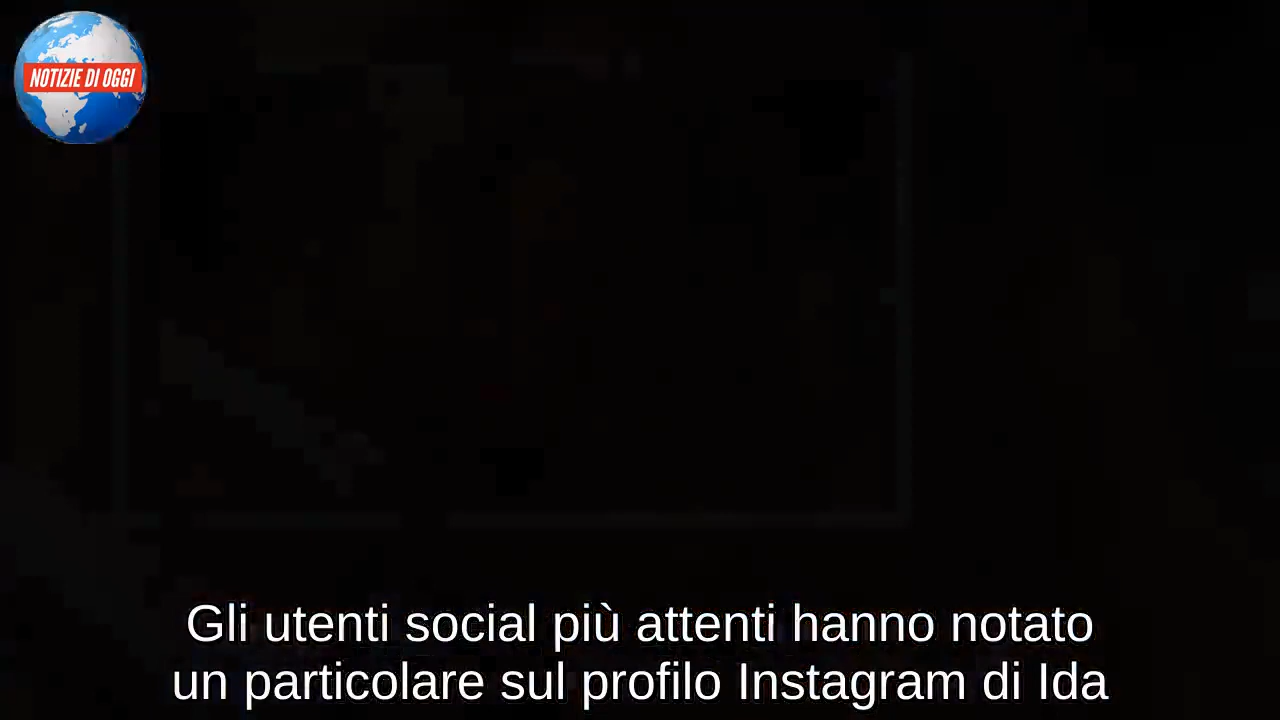 NOTIZIE DI OGGI
Gli utenti social più attenti hanno notato
un particolare sul profilo Instagram di Ida